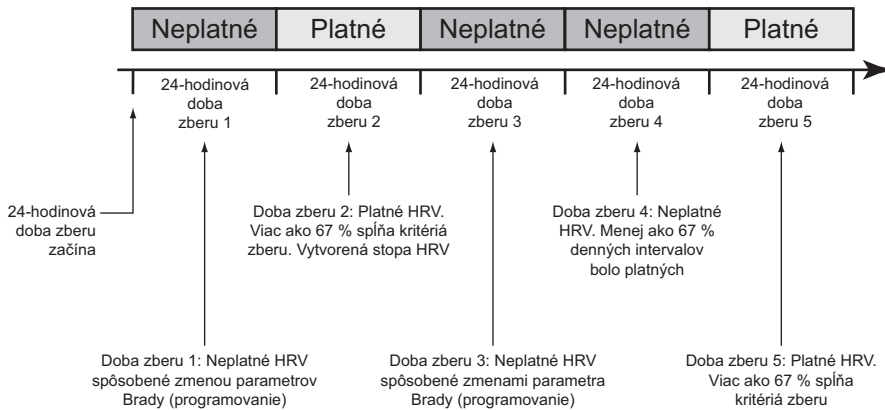 Neplatné Platné Neplatné Neplatné Platné
24-hodinová
doba
zberu 1
24-hodinová
doba
zberu 2
24-hodinová
doba
zberu 3
24-hodinová
doba
zberu 4
24-hodinová
doba
zberu 5
24-hodinová
doba zberu
začína
Doba zberu 2: Platné HRV.
Viac ako 67 % spĺňa kritériá
zberu. Vytvorená stopa HRV
Doba zberu 4: Neplatné
HRV. Menej ako 67 %
denných intervalov
bolo platných
Doba zberu 1: Neplatné HRV
spôsobené zmenou parametrov
Brady (programovanie)
Doba zberu 3: Neplatné HRV
spôsobené zmenami parametra
Brady (programovanie)
Doba zberu 5: Platné HRV.
Viac ako 67 % spĺňa
kritériá zberu